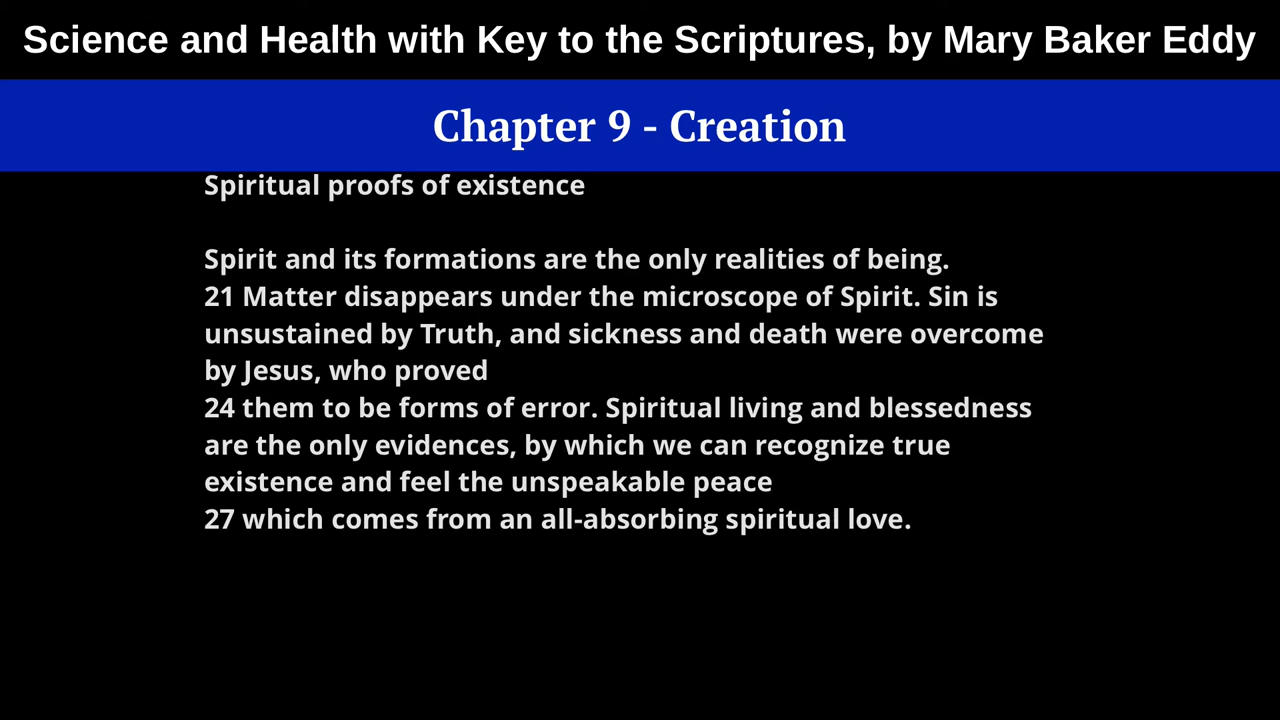 Science and Health with Key to the Scriptures, by Mary Baker Eddy
Chapter 9 - Creation
Spiritual proofs of existence
Spirit and its formations are the only realities of being.
21 Matter disappears under the microscope of Spirit. Sin is
unsustained by Truth, and sickness and death were overcome
by Jesus, who proved
24 them to be forms of error. Spiritual living and blessedness
are the only evidences, by which we can recognize true
existence and feel the unspeakable peace
27 which comes from an all-absorbing spiritual love.